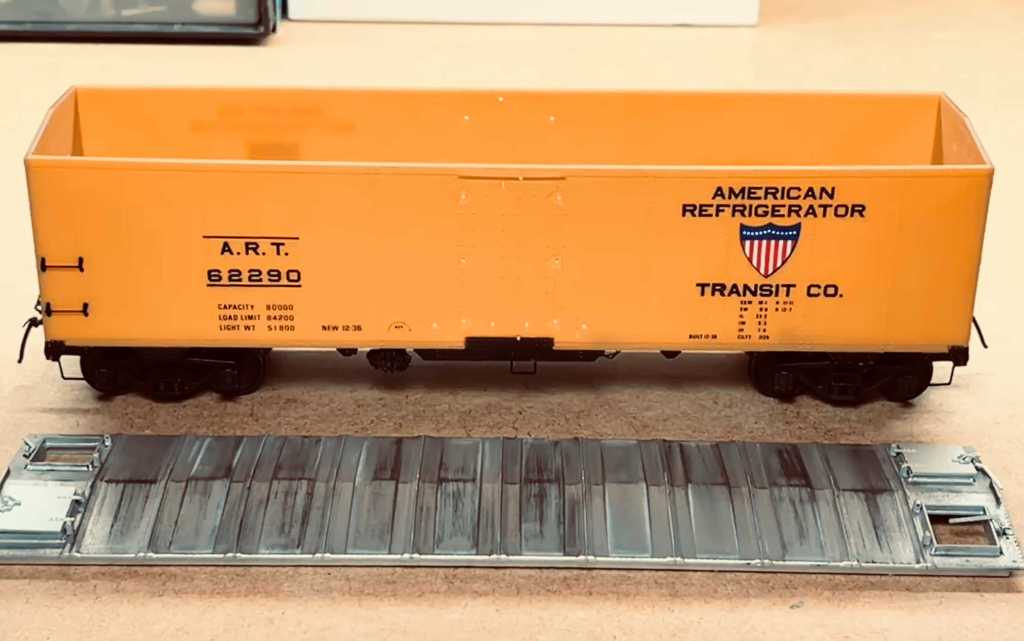 A.R.T.
62290
CAPACITY 80000
LOAD LIMIT 84200
LIGHT WT 51800
NEW 12-36
AMERICAN
REFRIGERATOR
TRANSIT CO.